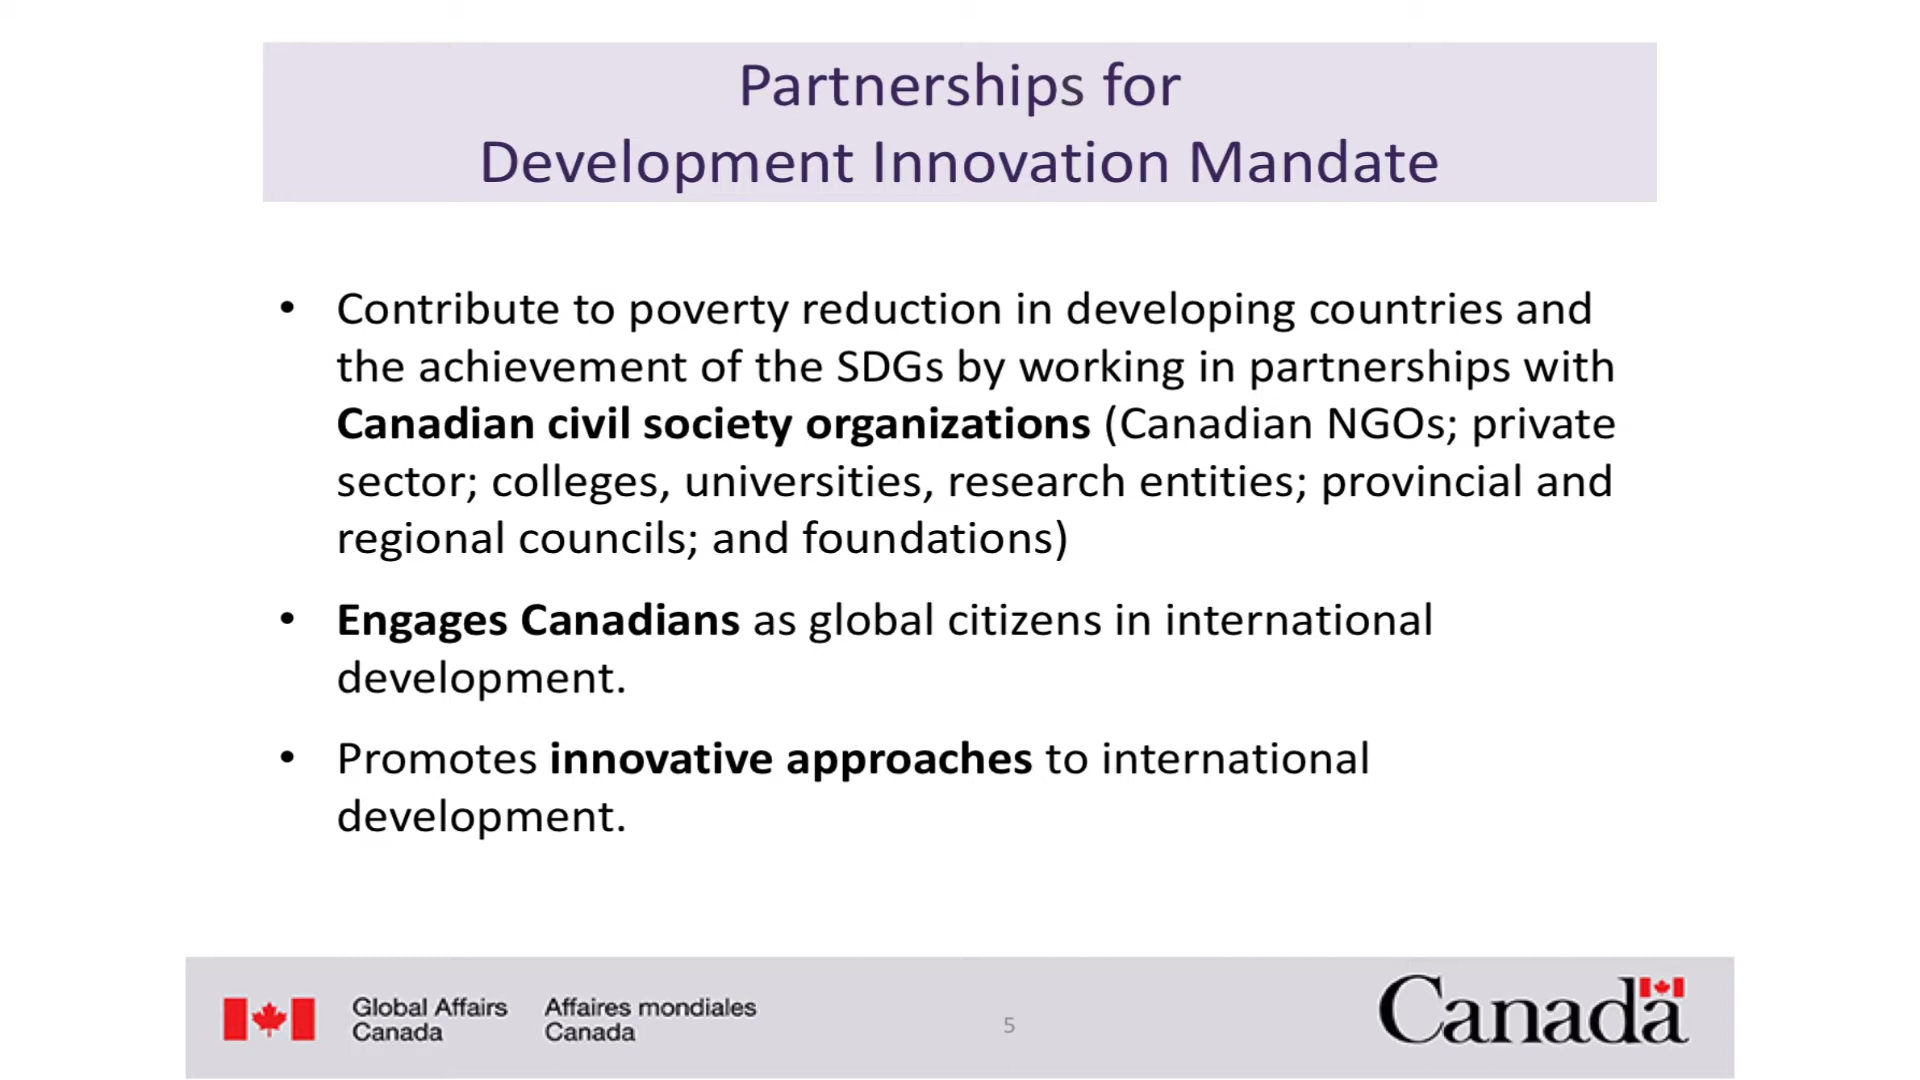 Partnerships for
Development Innovation Mandate
• Contribute to poverty reduction in developing countries and
the achievement of the SDGs by working in partnerships with
Canadian civil society organizations (Canadian NGOs; private
sector; colleges, universities, research entities; provincial and
regional councils; and foundations)
• Engages Canadians as global citizens in international
development.
• Promotes innovative approaches to international
development.
Global Affairs
Canada
Affaires mondiales
Canada
5
Canada